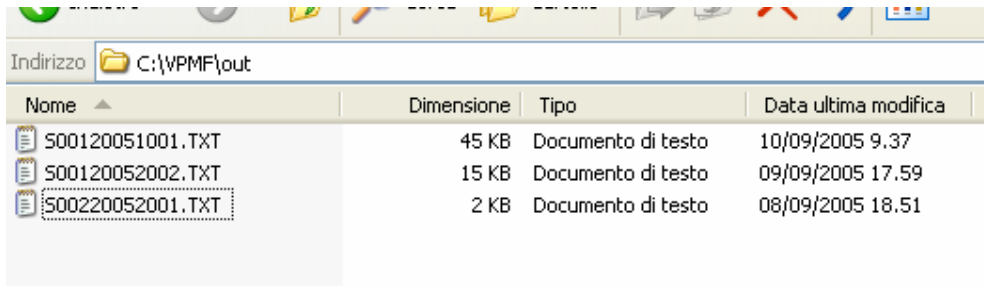 Indirizzo C:\VPMF\out
Nome Dimensione Tipo Data ultima modifica
S00120051001.TXT 45 KB Documento di testo 10/09/2005 9.37
S00120052002.TXT 15 KB Documento di testo 09/09/2005 17.59
S00220052001.TXT 2 KB Documento di testo 08/09/2005 18.51